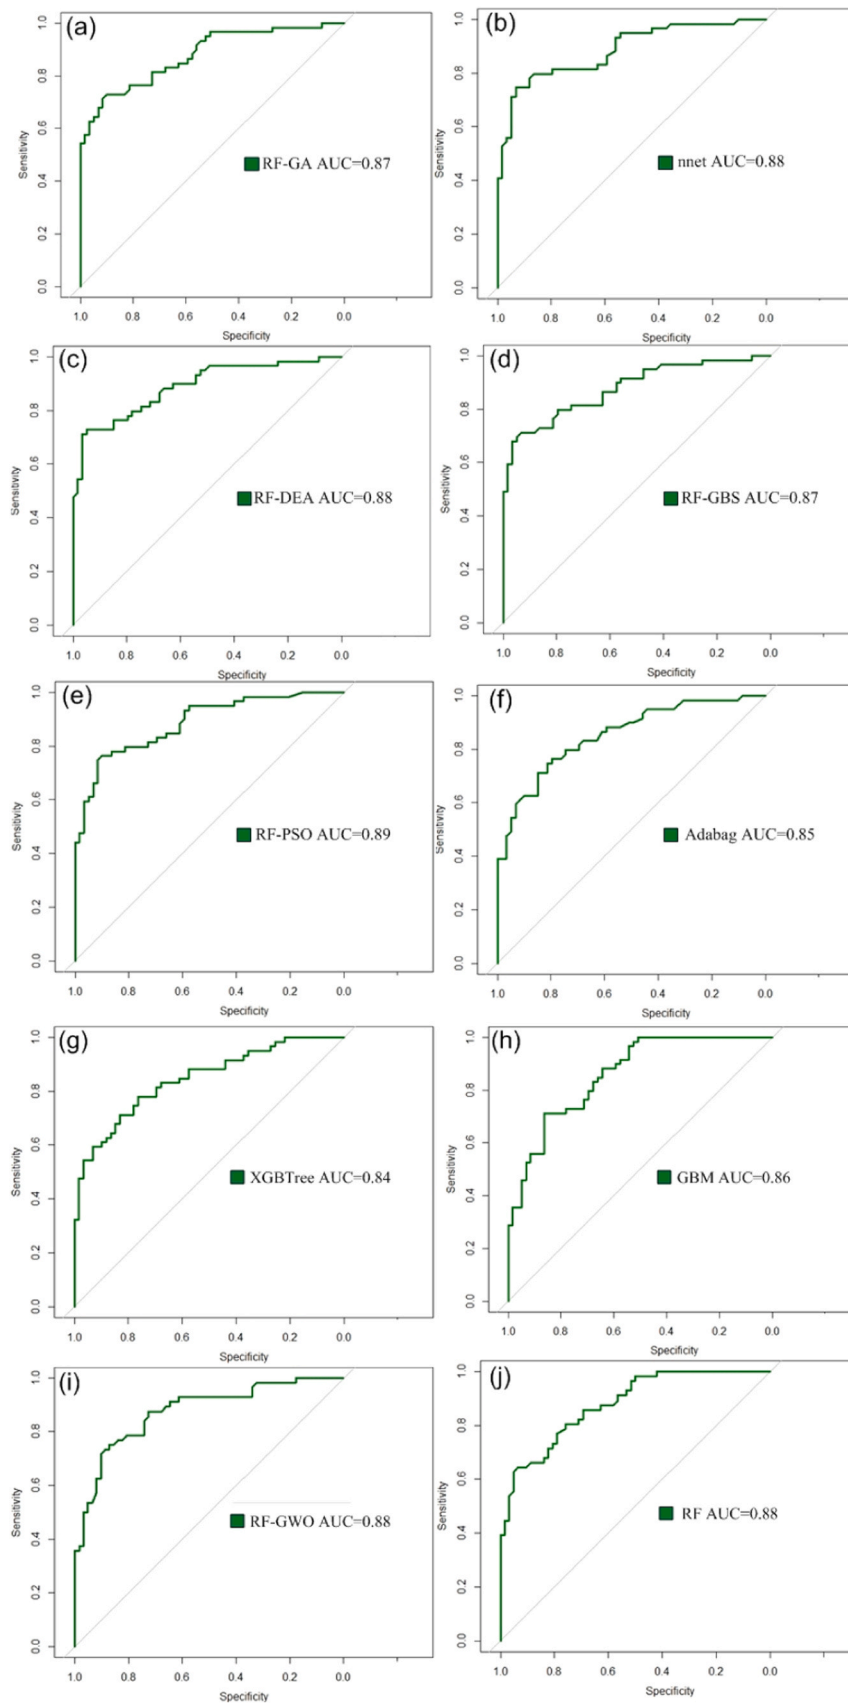 (a)
1.0
0.8
0.6
0.4
0.2
0.0
Sensitivity
RF-GA AUC=0.87
1.0 0.8 0.6 0.4 0.2 0.0
Specificity
(b)
1.0
0.8
0.6
0.4
0.2
0.0
Sensitivity
nnet AUC=0.88
1.0 0.8 0.6 0.4 0.2 0.0
Specificity
(c)
1.0
0.8
0.6
0.4
0.2
0.0
Sensitivity
RF-DEA AUC=0.88
1.0 0.8 0.6 0.4 0.2 0.0
Specificity
(d)
1.0
0.8
0.6
0.4
0.2
0.0
Sensitivity
RF-GBS AUC=0.87
1.0 0.8 0.6 0.4 0.2 0.0
Specificity
(e)
1.0
0.8
0.6
0.4
0.2
0.0
Sensitivity
RF-PSO AUC=0.89
1.0 0.8 0.6 0.4 0.2 0.0
Specificity
(f)
1.0
0.8
0.6
0.4
0.2
0.0
Sensitivity
Adabag AUC=0.85
1.0 0.8 0.6 0.4 0.2 0.0
Specificity
(g)
1.0
0.8
0.6
0.4
0.2
0.0
Sensitivity
XGBTree AUC=0.84
1.0 0.8 0.6 0.4 0.2 0.0
Specificity
(h)
1.0
0.8
0.6
0.4
0.2
0.0
Sensitivity
GBM AUC=0.86
1.0 0.8 0.6 0.4 0.2 0.0
Specificity
(i)
1.0
0.8
0.6
0.4
0.2
0.0
Sensitivity
RF-GWO AUC=0.88
1.0 0.8 0.6 0.4 0.2 0.0
Specificity
(j)
1.0
0.8
0.6
0.4
0.2
0.0
Sensitivity
RF AUC=0.88
1.0 0.8 0.6 0.4 0.2 0.0
Specificity